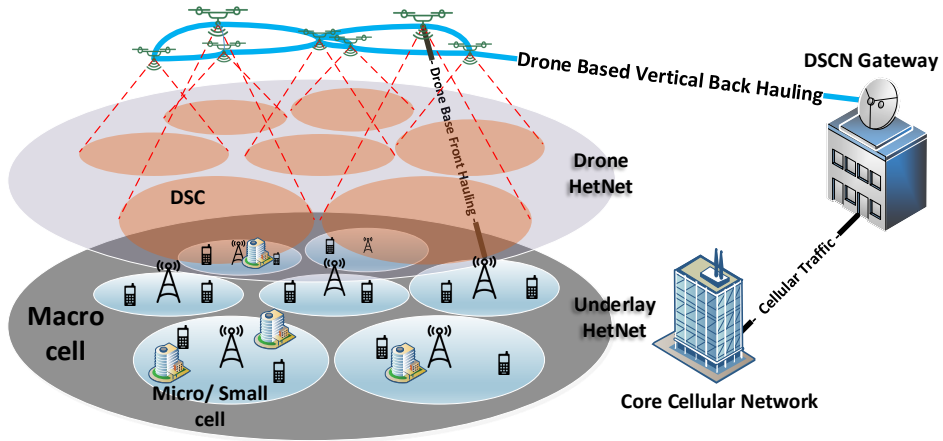 DSCN Gateway
Drone Based Vertical Back Hauling
Drone Base Front Hauling
Drone
HetNet
DSC
Cellular Traffic
Underlay
HetNet
Macro
cell
Micro/ Small
cell
Core Cellular Network